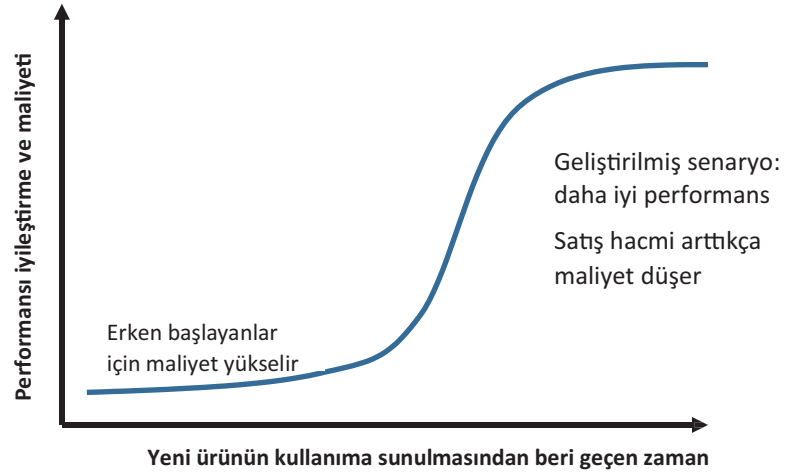 Performansı iyileştirme ve maliyeti
Geliştirilmiş senaryo:
daha iyi performans
Satış hacmi arttıkça
maliyet düşer
Erken başlayanlar
için maliyet yükselir
Yeni ürünün kullanıma sunulmasından beri geçen zaman